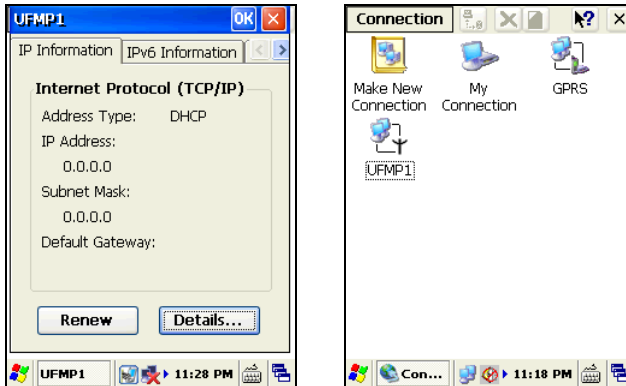 UFMP1 OK
IP Information IPv6 Information
Internet Protocol (TCP/IP)
Address Type: DHCP
IP Address:
0.0.0.0
Subnet Mask:
0.0.0.0
Default Gateway:
Renew Details...
UFMP1 11:28 PM
Connection
Make New Connection
My Connection
GPRS
UFMP1
Con... 11:18 PM